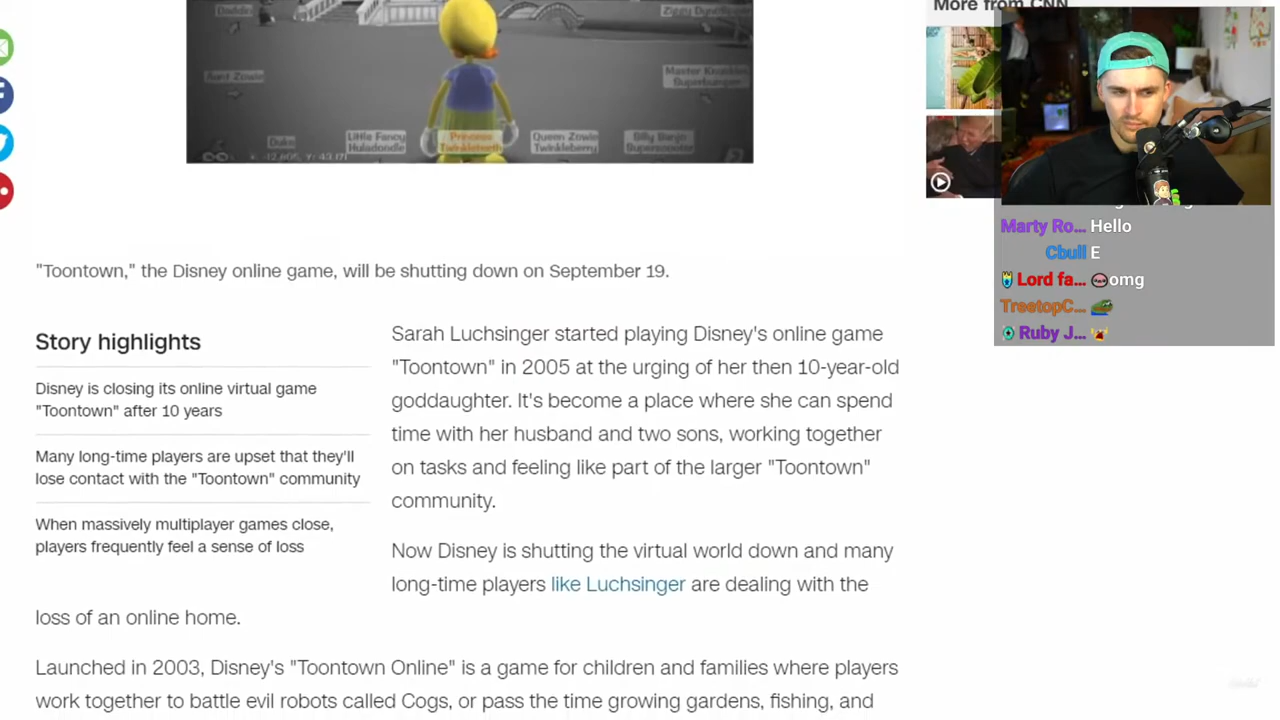 More from CNN
Daddio
Ziggy Dynaflipper
Aunt Zowie
Duke
Little Fancy
Huladoodle
Princess
Twinkletooth
Queen Zowie
Twinkleberry
Marty Ro... Hello
Cbull E
Lord fa... omg
TreetopC...
Ruby J...
"Toontown," the Disney online game, will be shutting down on September 19.
Story highlights
Disney is closing its online virtual game
"Toontown" after 10 years
Many long-time players are upset that they'll
lose contact with the "Toontown" community
When massively multiplayer games close,
players frequently feel a sense of loss
Sarah Luchsinger started playing Disney's online game
"Toontown" in 2005 at the urging of her then 10-year-old
goddaughter. It's become a place where she can spend
time with her husband and two sons, working together
on tasks and feeling like part of the larger "Toontown"
community.
Now Disney is shutting the virtual world down and many
long-time players like Luchsinger are dealing with the
loss of an online home.
Launched in 2003, Disney's "Toontown Online" is a game for children and families where players
work together to battle evil robots called Cogs, or pass the time growing gardens, fishing, and